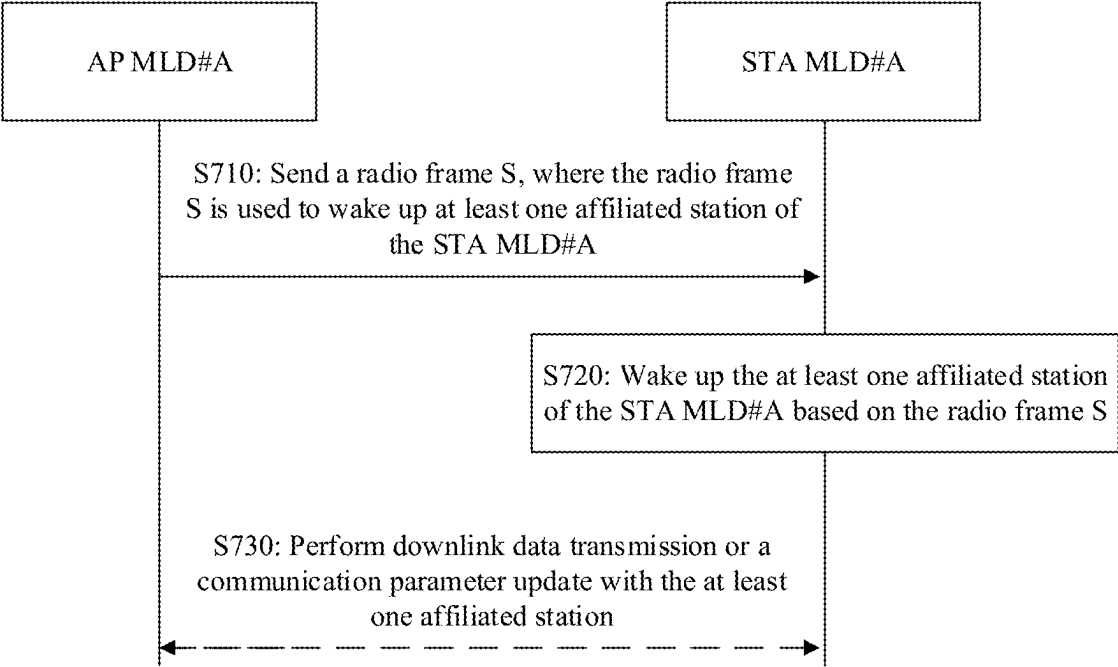 AP MLD#A
STA MLD#A
S710: Send a radio frame S, where the radio frame
S is used to wake up at least one affiliated station of
the STA MLD#A
S720: Wake up the at least one affiliated station
of the STA MLD#A based on the radio frame S
S730: Perform downlink data transmission or a
communication parameter update with the at least
one affiliated station